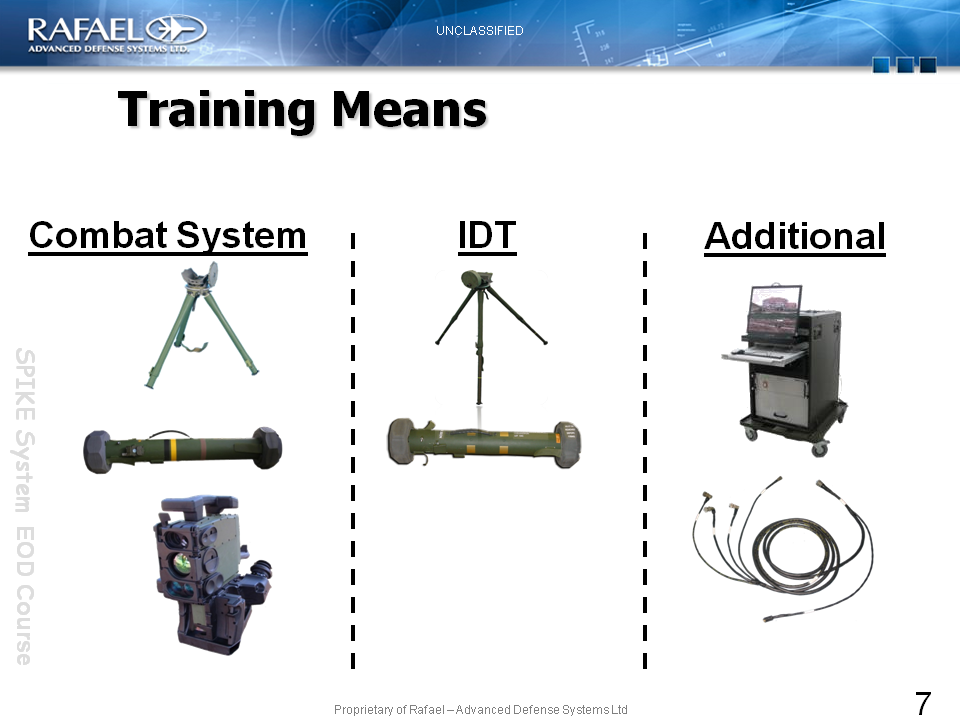 RAFAEL
ADVANCED DEFENSE SYSTEMS LTD.
UNCLASSIFIED
Training Means
Combat System
IDT
Additional
SPIKE System EOD Course
Proprietary of Rafael – Advanced Defense Systems Ltd
7